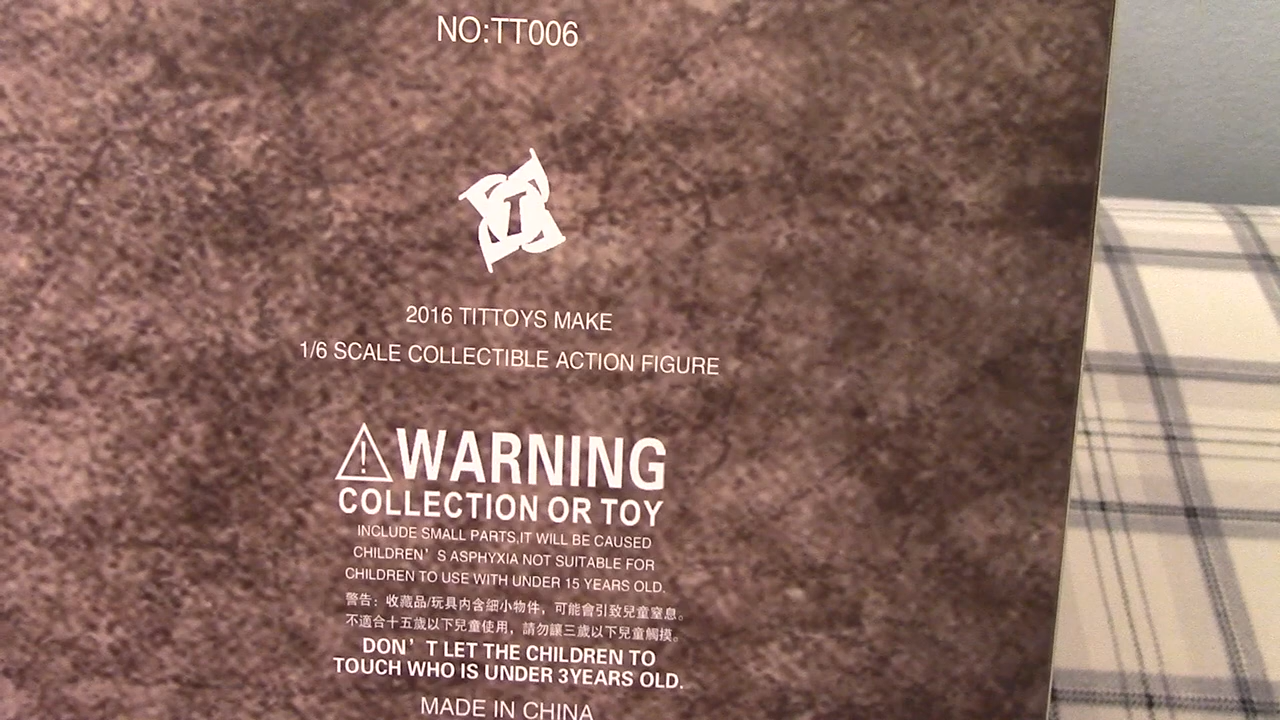 NO:TT006
T
2016 TITTOYS MAKE
1/6 SCALE COLLECTIBLE ACTION FIGURE
WARNING
COLLECTION OR TOY
INCLUDE SMALL PARTS,IT WILL BE CAUSED
CHILDREN'S ASPHYXIA NOT SUITABLE FOR
CHILDREN TO USE WITH UNDER 15 YEARS OLD.
警告：收藏品/玩具内含細小物件，可能會引致兒童窒息。
不適合十五歲以下兒童使用，請勿讓三歲以下兒童觸摸。
DON'T LET THE CHILDREN TO
TOUCH WHO IS UNDER 3YEARS OLD.
MADE IN CHINA